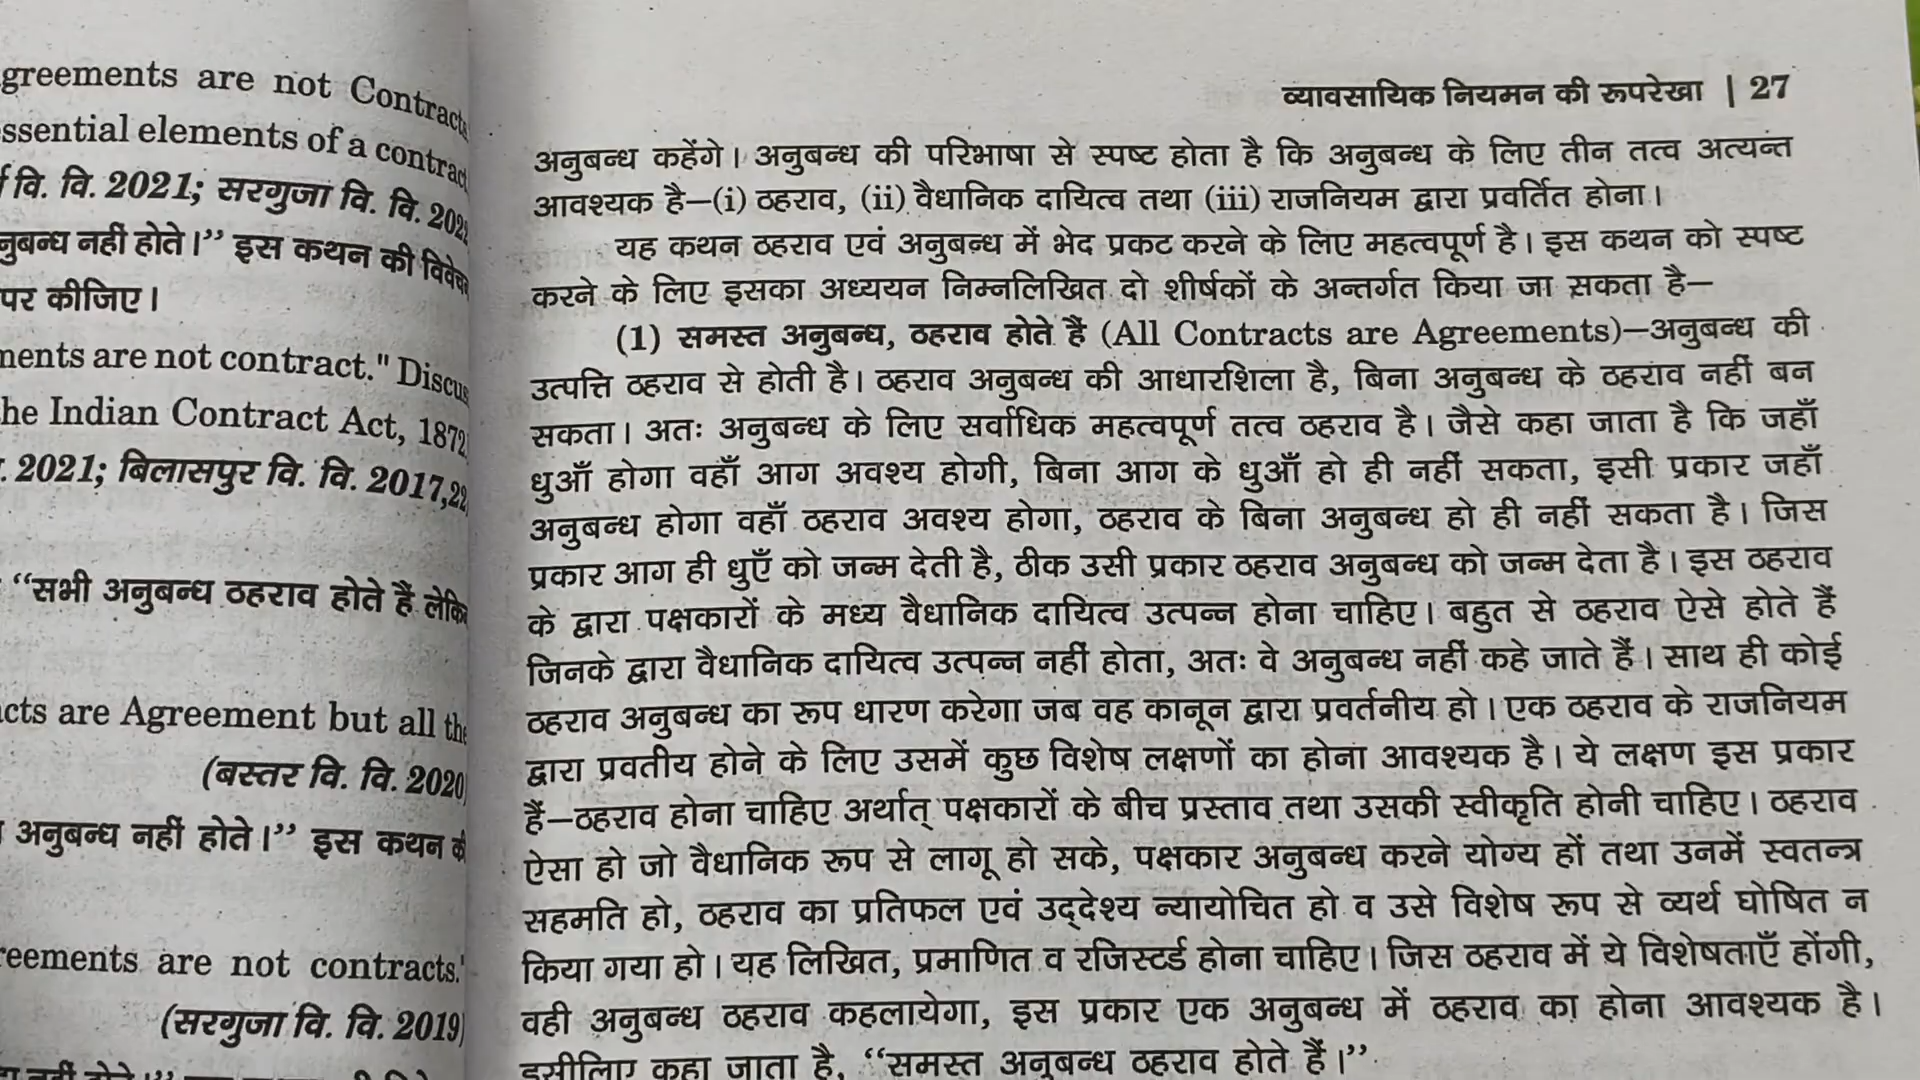 greements are not Contracts
ssential elements of a contract
वि. वि. 2021; सरगुजा वि. वि. 202
नुबन्ध नहीं होते।” इस कथन की
पर कीजिए।
ments are not contract." Discus
he Indian Contract Act, 1872
. 2021; बिलासपुर वि. वि. 2017,22
“सभी अनुबन्ध ठहराव होते हैं
acts are Agreement but all the
(बस्तर वि. वि. 2020)
अनुबन्ध नहीं होते।” इस कथन की
reements are not contracts.'
(सरगुजा वि. वि. 2019)
व्यावसायिक नियमन की रूपरेखा | 27
अनुबन्ध कहेंगे। अनुबन्ध की परिभाषा से स्पष्ट होता है कि अनुबन्ध के लिए तीन तत्व अत्यन्त
आवश्यक है—(i) ठहराव, (ii) वैधानिक दायित्व तथा (iii) राजनियम द्वारा प्रवर्तित होना।
यह कथन ठहराव एवं अनुबन्ध में भेद प्रकट करने के लिए महत्वपूर्ण है। इस कथन को स्पष्ट
करने के लिए इसका अध्ययन निम्नलिखित दो शीर्षकों के अन्तर्गत किया जा सकता है—
(1) समस्त अनुबन्ध, ठहराव होते है (All Contracts are Agreements)—अनुबन्ध की
उत्पत्ति ठहराव से होती है। ठहराव अनुबन्ध की आधारशिला है, बिना अनुबन्ध के ठहराव नहीं बन
सकता। अतः अनुबन्ध के लिए सर्वाधिक महत्वपूर्ण तत्व ठहराव है। जैसे कहा जाता है कि जहाँ
धुआँ होगा वहाँ आग अवश्य होगी, बिना आग के धुआँ हो ही नहीं सकता, इसी प्रकार जहाँ
अनुबन्ध होगा वहाँ ठहराव अवश्य होगा, ठहराव के बिना अनुबन्ध हो ही नहीं सकता है। जिस
प्रकार आग ही धुएँ को जन्म देती है, ठीक उसी प्रकार ठहराव अनुबन्ध को जन्म देता है। इस ठहराव
के द्वारा पक्षकारों के मध्य वैधानिक दायित्व उत्पन्न होना चाहिए। बहुत से ठहराव ऐसे होते हैं
जिनके द्वारा वैधानिक दायित्व उत्पन्न नहीं होता, अतः वे अनुबन्ध नहीं कहे जाते हैं। साथ ही कोई
ठहराव अनुबन्ध का रूप धारण करेगा जब वह कानून द्वारा प्रवर्तनीय हो। एक ठहराव के राजनियम
द्वारा प्रवतीय होने के लिए उसमें कुछ विशेष लक्षणों का होना आवश्यक है। ये लक्षण इस प्रकार
हैं—ठहराव होना चाहिए अर्थात् पक्षकारों के बीच प्रस्ताव तथा उसकी स्वीकृति होनी चाहिए। ठहराव
ऐसा हो जो वैधानिक रूप से लागू हो सके, पक्षकार अनुबन्ध करने योग्य हों तथा उनमें स्वतन्त्र
सहमति हो, ठहराव का प्रतिफल एवं उद्देश्य न्यायोचित हो व उसे विशेष रूप से व्यर्थ घोषित न
किया गया हो। यह लिखित, प्रमाणित व रजिस्टर्ड होना चाहिए। जिस ठहराव में ये विशेषताएँ होंगी,
वही अनुबन्ध ठहराव कहलायेगा, इस प्रकार एक अनुबन्ध में ठहराव का होना आवश्यक है।
इसीलिए कहा जाता है, “समस्त अनुबन्ध ठहराव होते हैं।”